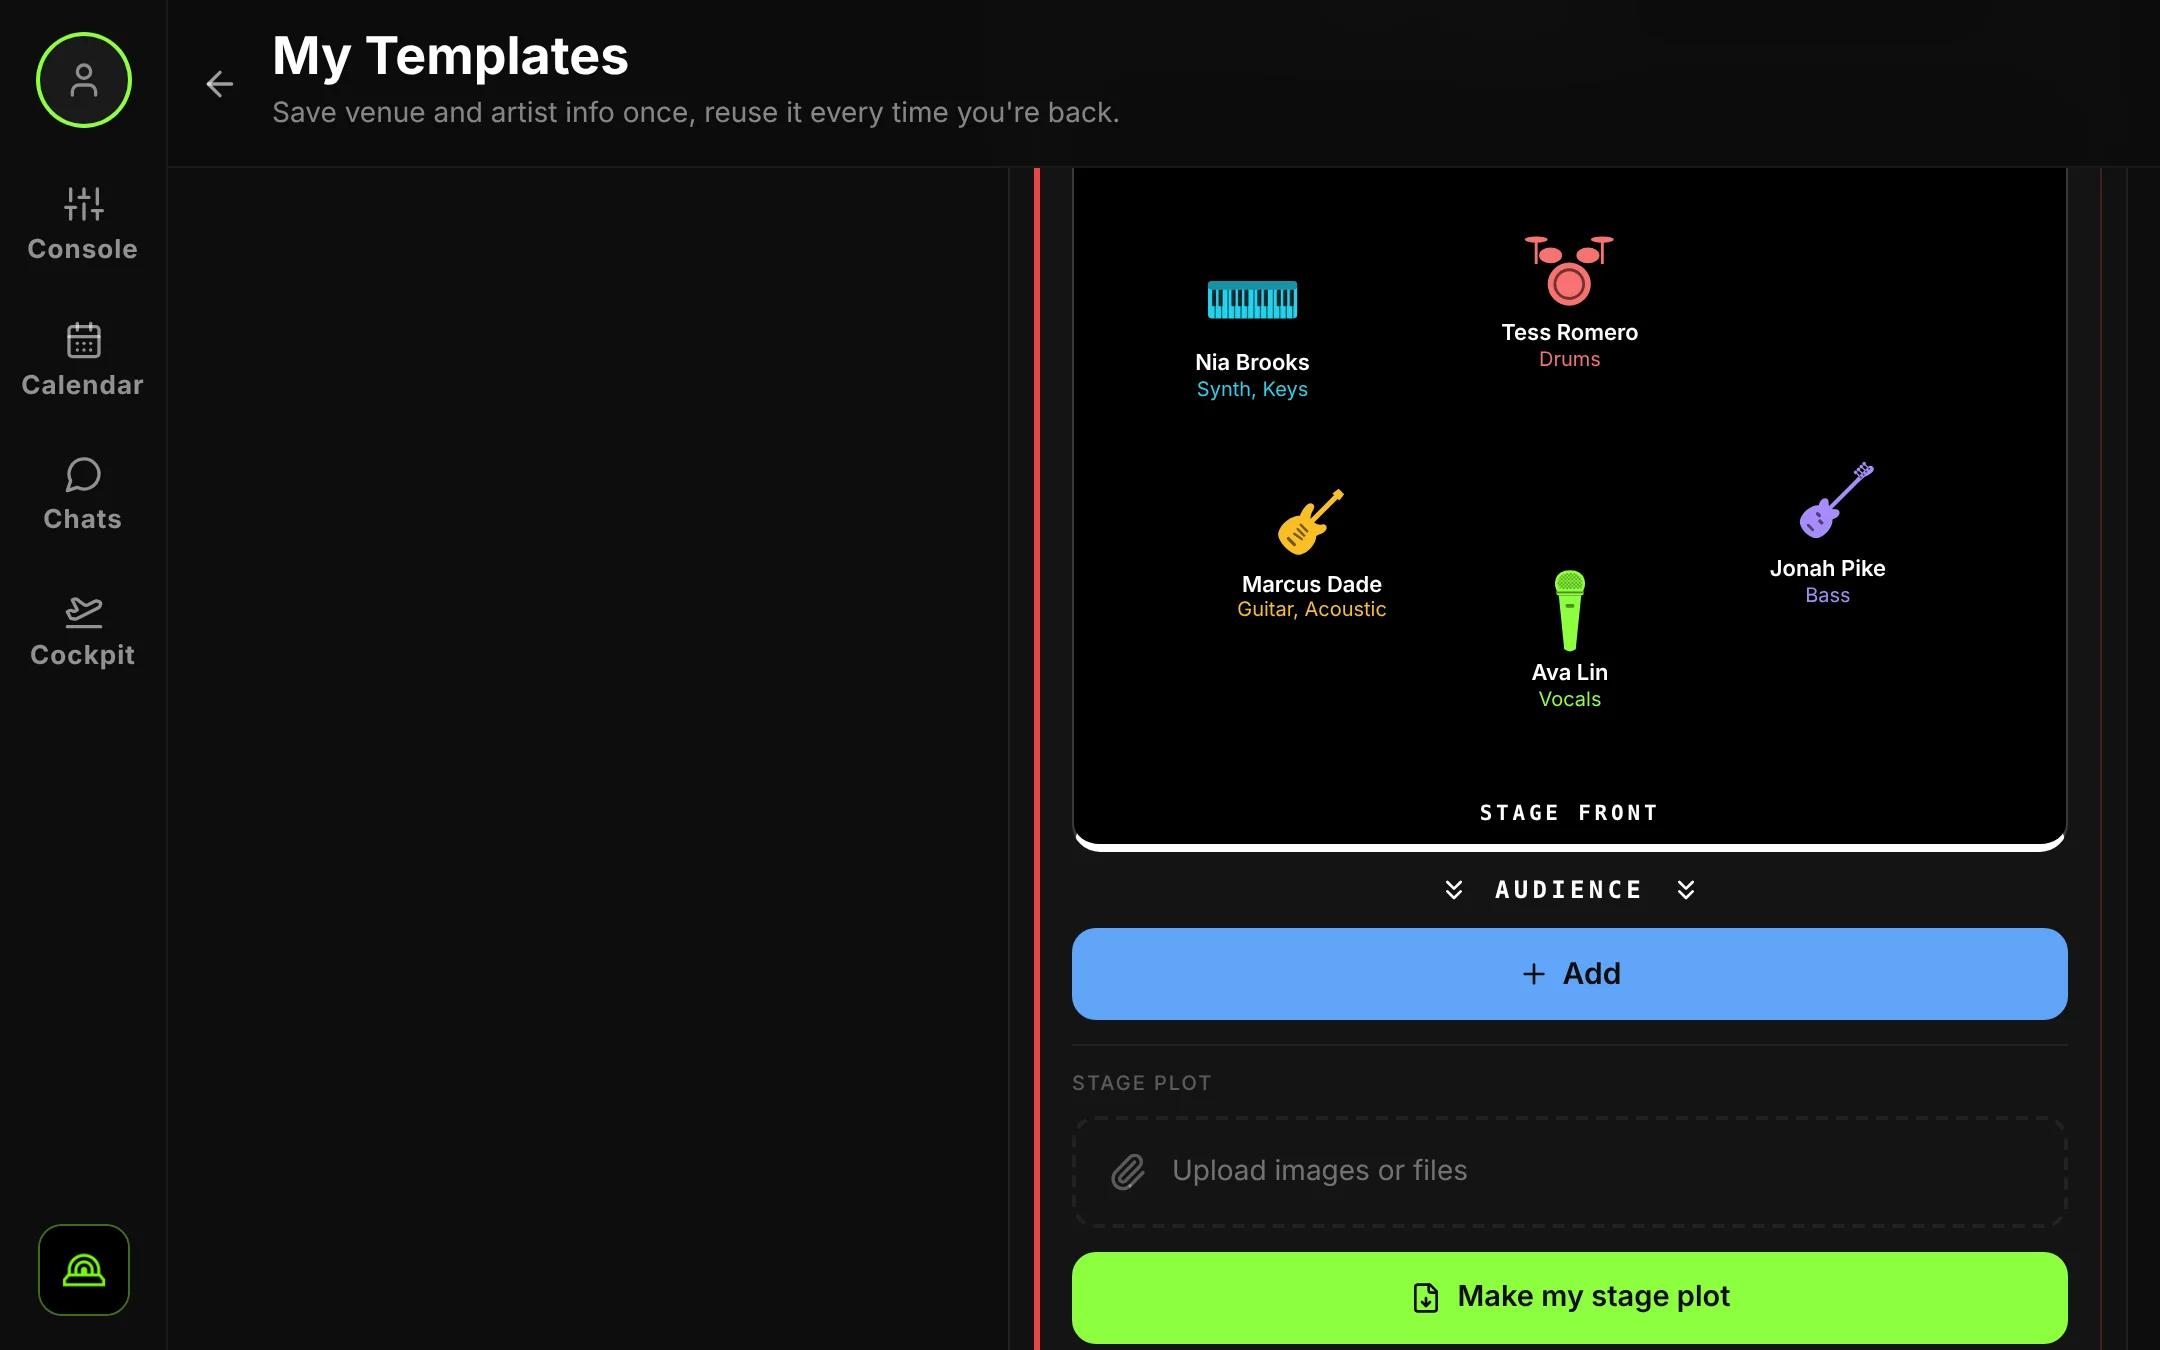 My Templates
Save venue and artist info once, reuse it every time you're back.
Console
Calendar
Chats
Cockpit
Tess Romero
Drums
Nia Brooks
Synth, Keys
Marcus Dade
Guitar, Acoustic
Jonah Pike
Bass
Ava Lin
Vocals
STAGE FRONT
AUDIENCE
Add
STAGE PLOT
Upload images or files
Make my stage plot